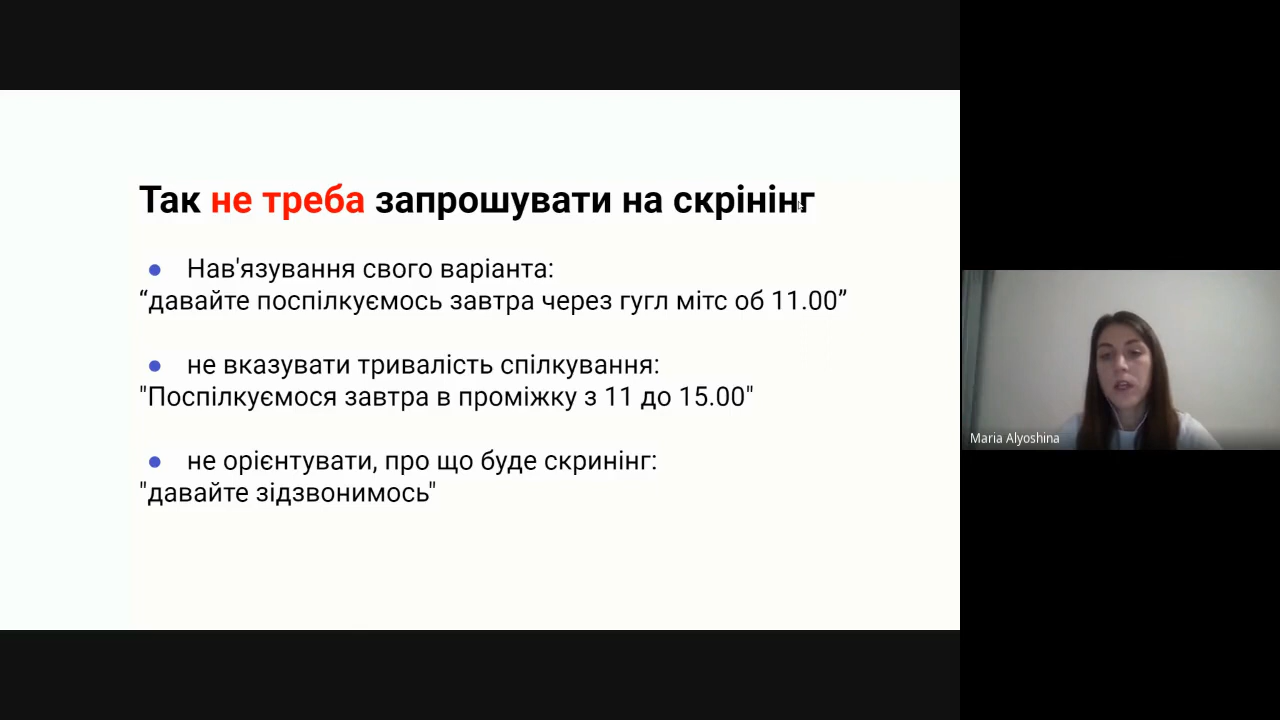 Так не треба запрошувати на скрінінг
● Нав'язування свого варіанта:
“давайте поспілкуємось завтра через гугл мітс об 11.00”
● не вказувати тривалість спілкування:
"Поспілкуємося завтра в проміжку з 11 до 15.00"
● не орієнтувати, про що буде скринінг:
"давайте зідзвонимось"
Maria Alyoshina